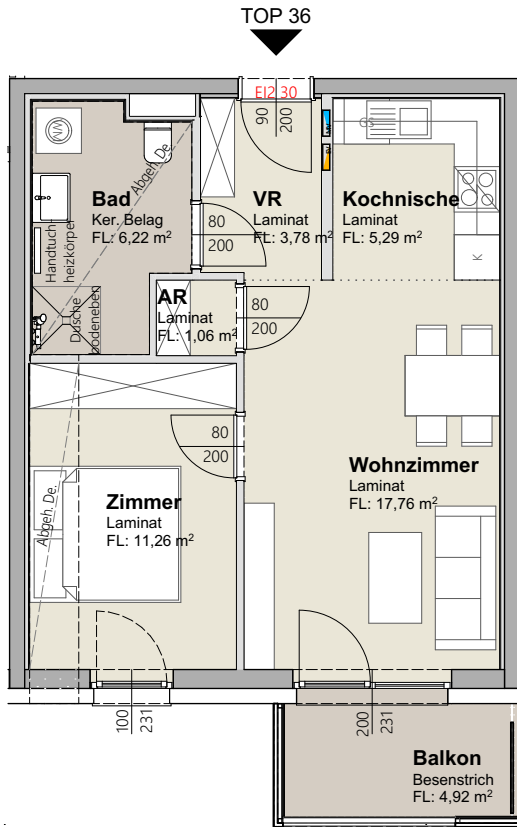 TOP 36
EI2 30
90
200
WM
Abgeh. De.
GS
Bad
Ker. Belag
FL: 6,22 m²
VR
Laminat
FL: 3,78 m²
Kochnische
Laminat
FL: 5,29 m²
80
200
K
Handtuch
heizkörper
Dusche
bodeneben
AR
Laminat
FL: 1,06 m²
80
200
80
200
Wohnzimmer
Laminat
FL: 17,76 m²
Abgeh. De.
Zimmer
Laminat
FL: 11,26 m²
100
231
200
231
Balkon
Besenstrich
FL: 4,92 m²